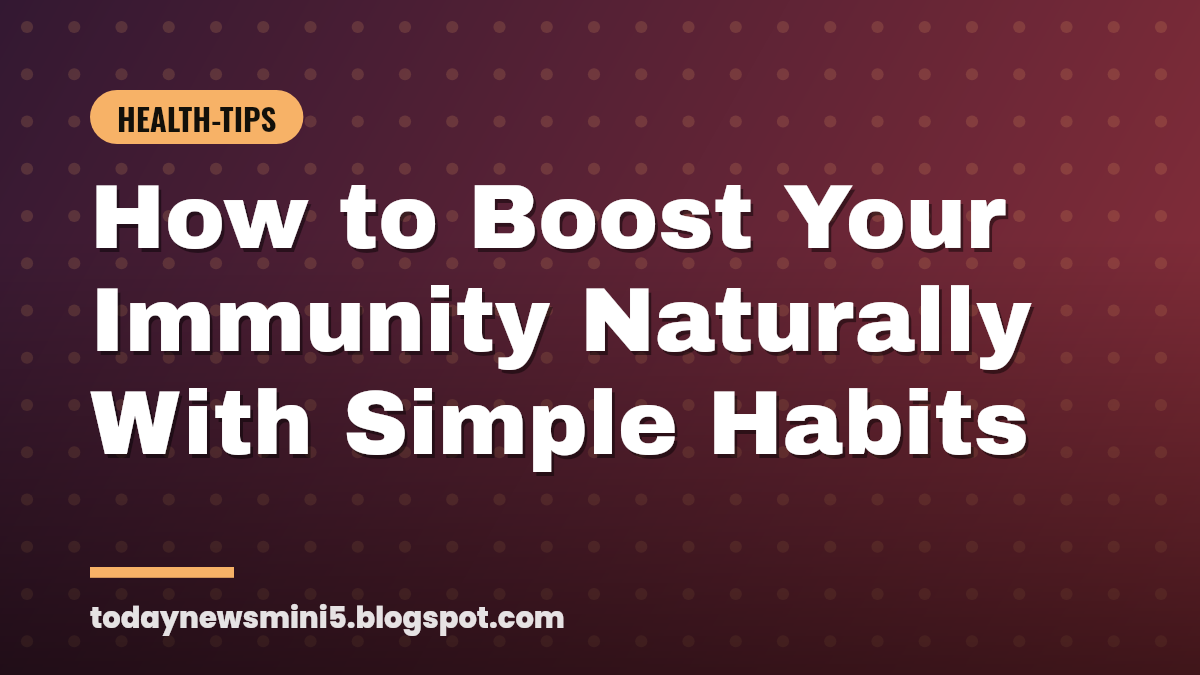 HEALTH-TIPS
How to Boost Your
Immunity Naturally
With Simple Habits
todaynewsmini5.blogspot.com